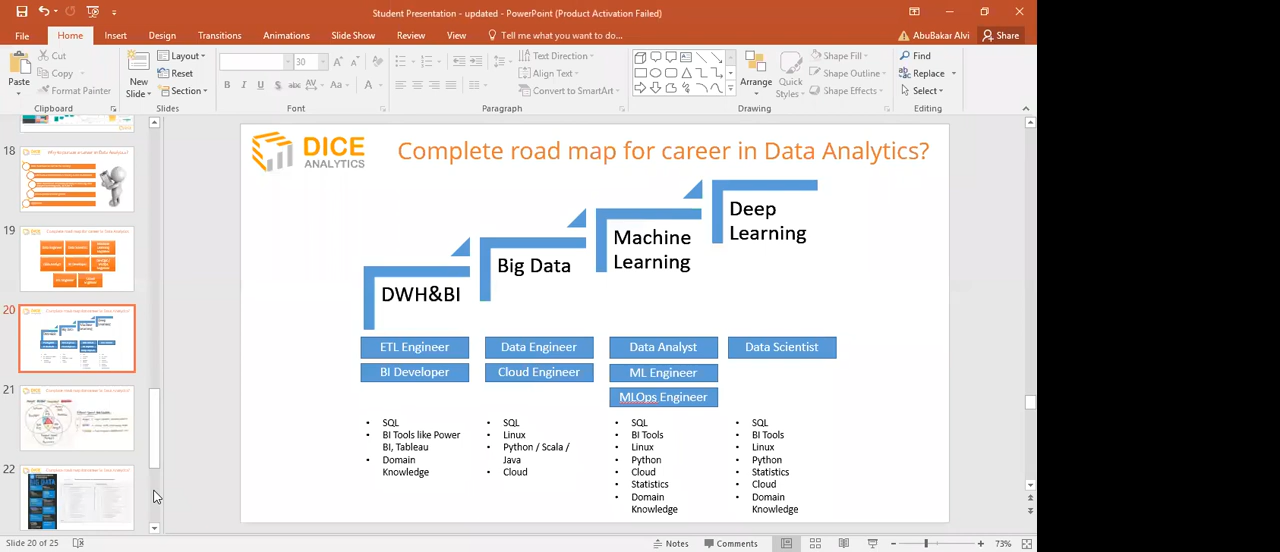 Student Presentation - updated - PowerPoint (Product Activation Failed)
File Home Insert Design Transitions Animations Slide Show Review View Tell me what you want to do... AbuBakar Alvi Share
Paste
Cut
Copy
Format Painter
Clipboard
New Slide
Layout
Reset
Section
Slides
30
B I U S abc AV Aa A
Font
Text Direction
Align Text
Convert to SmartArt
Paragraph
Arrange
Quick Styles
Shape Fill
Shape Outline
Shape Effects
Drawing
Find
Replace
Select
Editing
18
19
20
21
22
DICE
ANALYTICS
Complete road map for career in Data Analytics?
DWH&BI
Big Data
Machine
Learning
Deep
Learning
ETL Engineer
BI Developer
Data Engineer
Cloud Engineer
Data Analyst
ML Engineer
MLOps Engineer
Data Scientist
• SQL
• BI Tools like Power
BI, Tableau
• Domain
Knowledge
• SQL
• Linux
• Python / Scala /
Java
• Cloud
• SQL
• BI Tools
• Linux
• Python
• Cloud
• Statistics
• Domain
Knowledge
• SQL
• BI Tools
• Linux
• Python
• Statistics
• Cloud
• Domain
Knowledge
Slide 20 of 25
Notes
Comments
73%